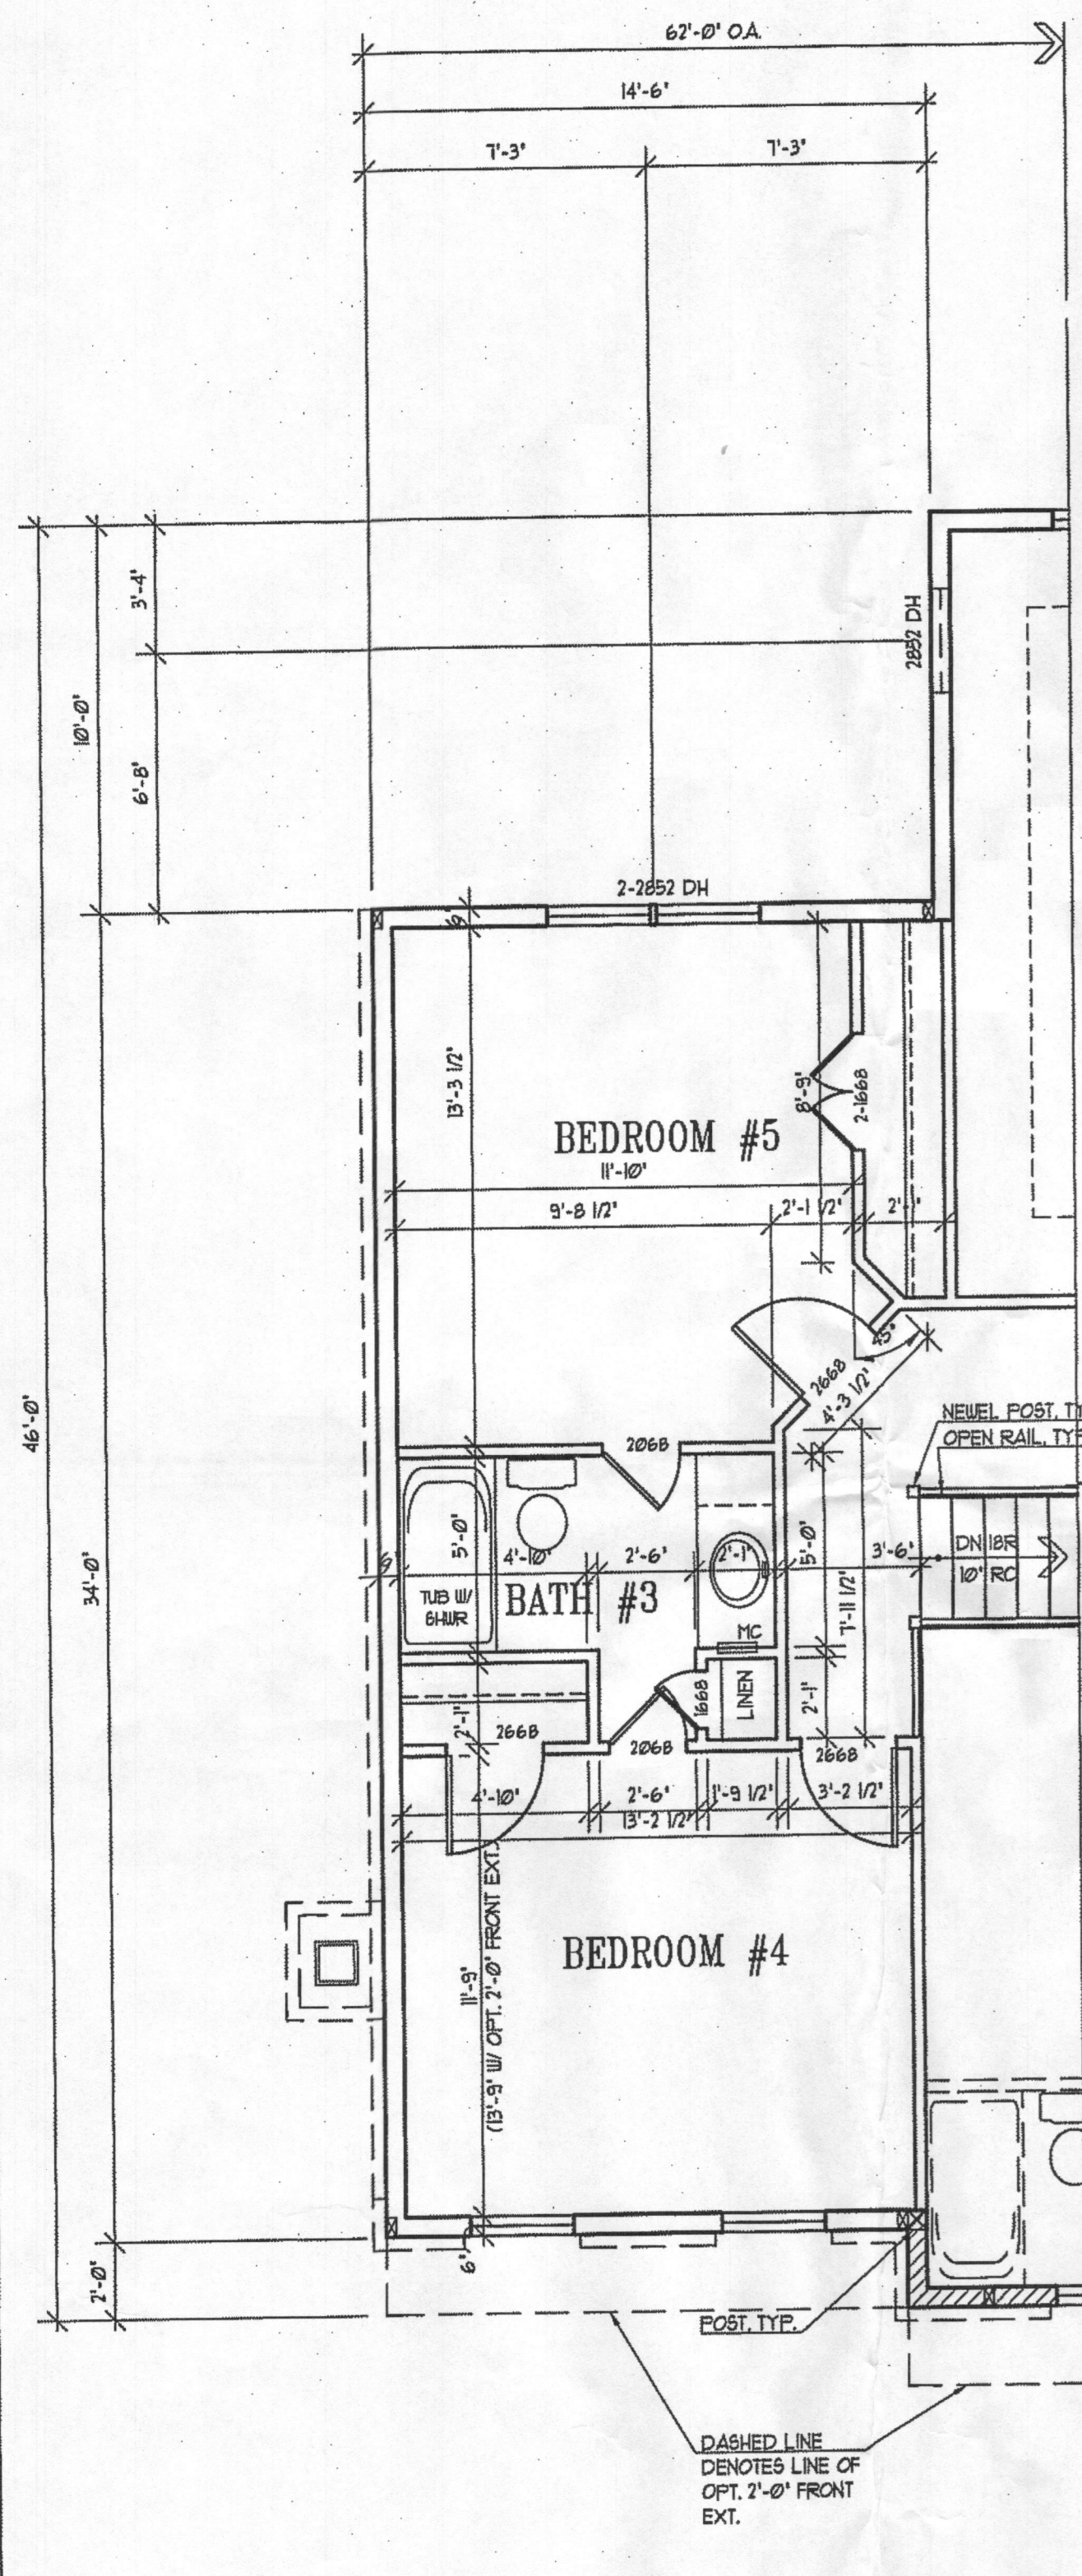 62'-0" O.A.
14'-6"
7'-3"
7'-3"
3'-4"
2852 DH
10'-0"
6'-8"
2-2852 DH
6"
13'-3 1/2"
8'-9"
2-1668
BEDROOM #5
11'-10"
9'-8 1/2"
2'-1 1/2"
2'-1"
45°
2668
4'-3 1/2"
46'-0"
NEWEL POST, TY
OPEN RAIL, TYP
2068
34'-0"
5'-0"
4'-10"
2'-6"
2'-1"
5'-0"
3'-6"
DN 18R
10" RC
6"
TUB W/
SHWR
BATH #3
7'-11 1/2"
MC
LINEN
1668
2'-1"
2'-1"
2668
2068
2668
4'-10"
2'-6"
1'-9 1/2"
3'-2 1/2"
13'-2 1/2"
BEDROOM #4
11'-9"
(13'-9" W/ OPT. 2'-0" FRONT EXT.)
2'-0"
6"
POST, TYP.
DASHED LINE
DENOTES LINE OF
OPT. 2'-0" FRONT
EXT.